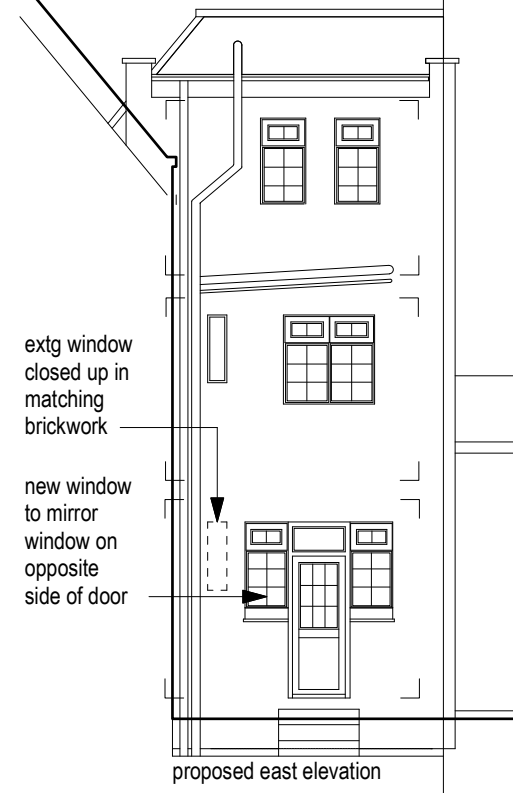 extg window
closed up in
matching
brickwork
new window
to mirror
window on
opposite
side of door
proposed east elevation